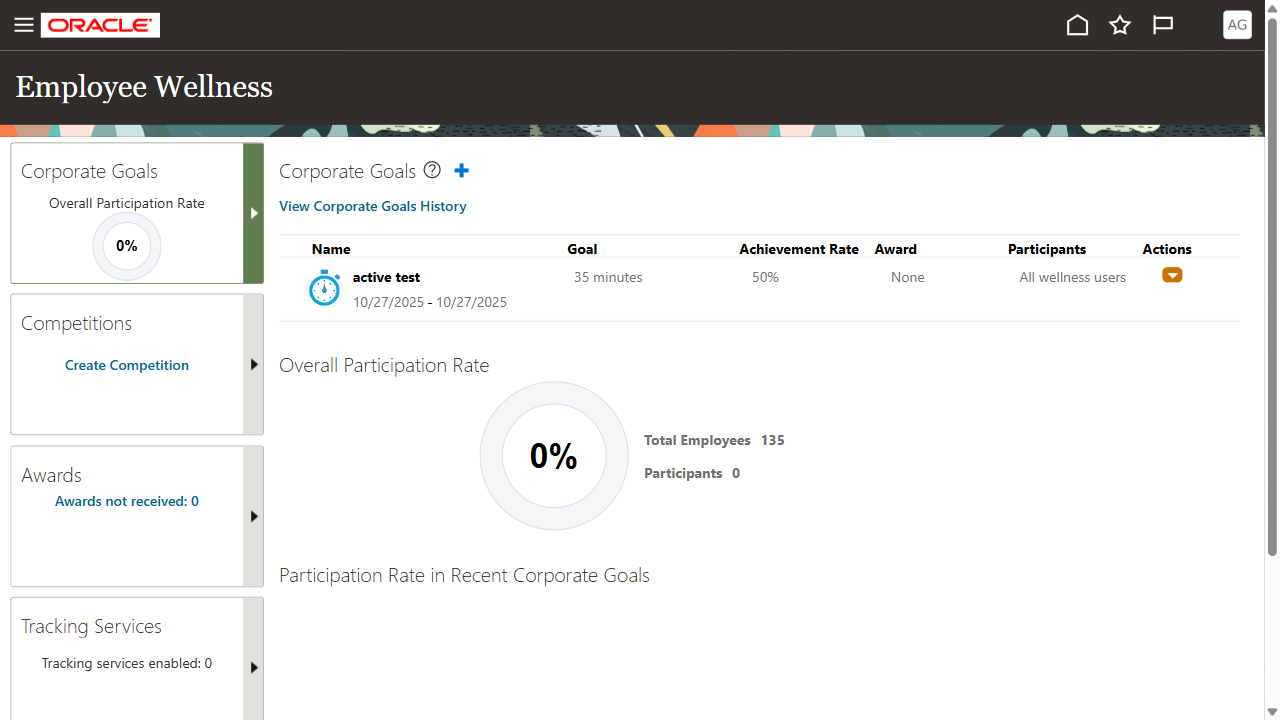 ORACLE
AG
Employee Wellness
Corporate Goals
Overall Participation Rate
0%
Competitions
Create Competition
Awards
Awards not received: 0
Tracking Services
Tracking services enabled: 0
Corporate Goals
View Corporate Goals History
Name Goal Achievement Rate Award Participants Actions
active test 35 minutes 50% None All wellness users
10/27/2025 - 10/27/2025
Overall Participation Rate
0%
Total Employees 135
Participants 0
Participation Rate in Recent Corporate Goals